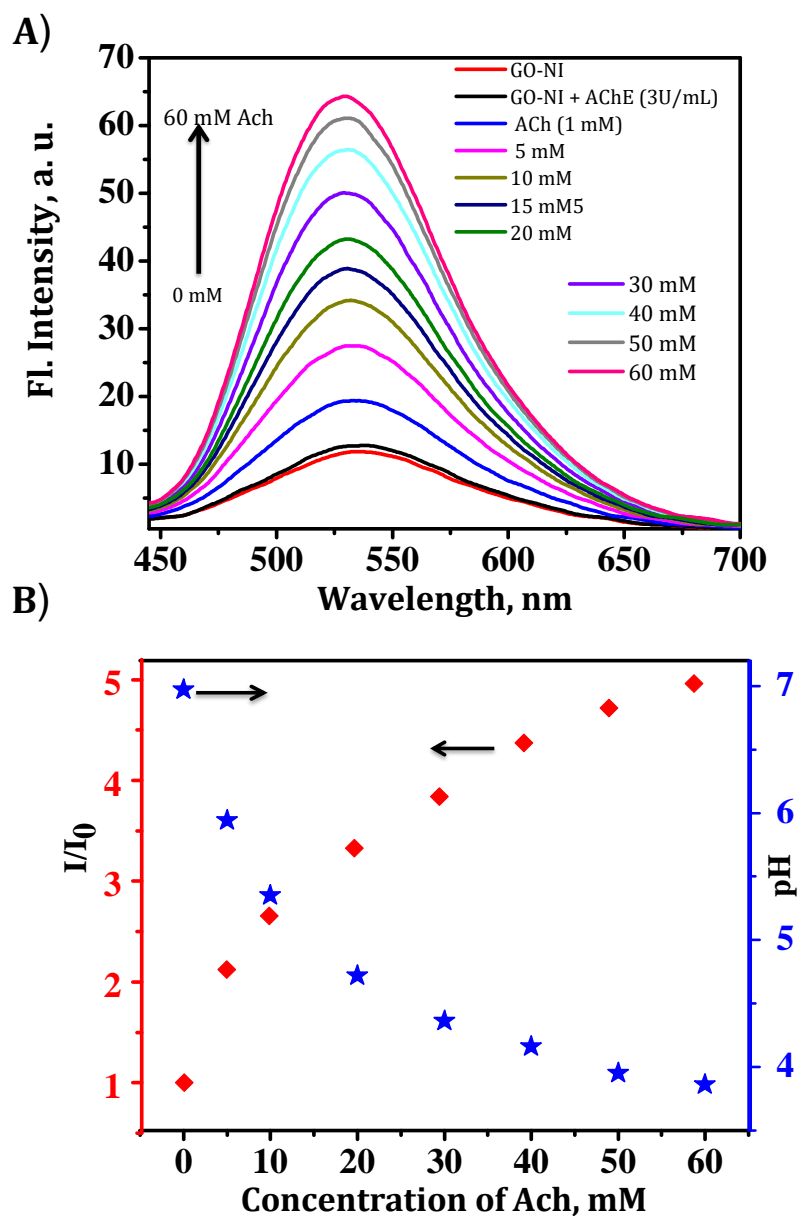 A)
Fl. Intensity, a. u.
70
60
50
40
30
20
10
60 mM Ach
0 mM
GO-NI
GO-NI + AChE (3U/mL)
ACh (1 mM)
5 mM
10 mM
15 mM5
20 mM
30 mM
40 mM
50 mM
60 mM
450 500 550 600 650 700
Wavelength, nm
B)
I/I0
5
4
3
2
1
7
6
5
4
pH
0 10 20 30 40 50 60
Concentration of Ach, mM